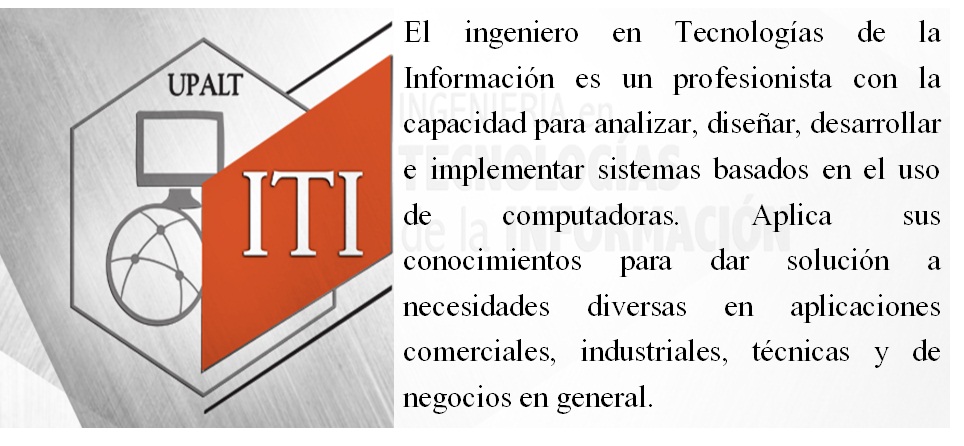 UPALT
ITI
El ingeniero en Tecnologías de la
Información es un profesionista con la
capacidad para analizar, diseñar, desarrollar
e implementar sistemas basados en el uso
de computadoras. Aplica sus
conocimientos para dar solución a
necesidades diversas en aplicaciones
comerciales, industriales, técnicas y de
negocios en general.
INGENIERIA en
TECNOLOGÍAS
de la INFORMACIÓN